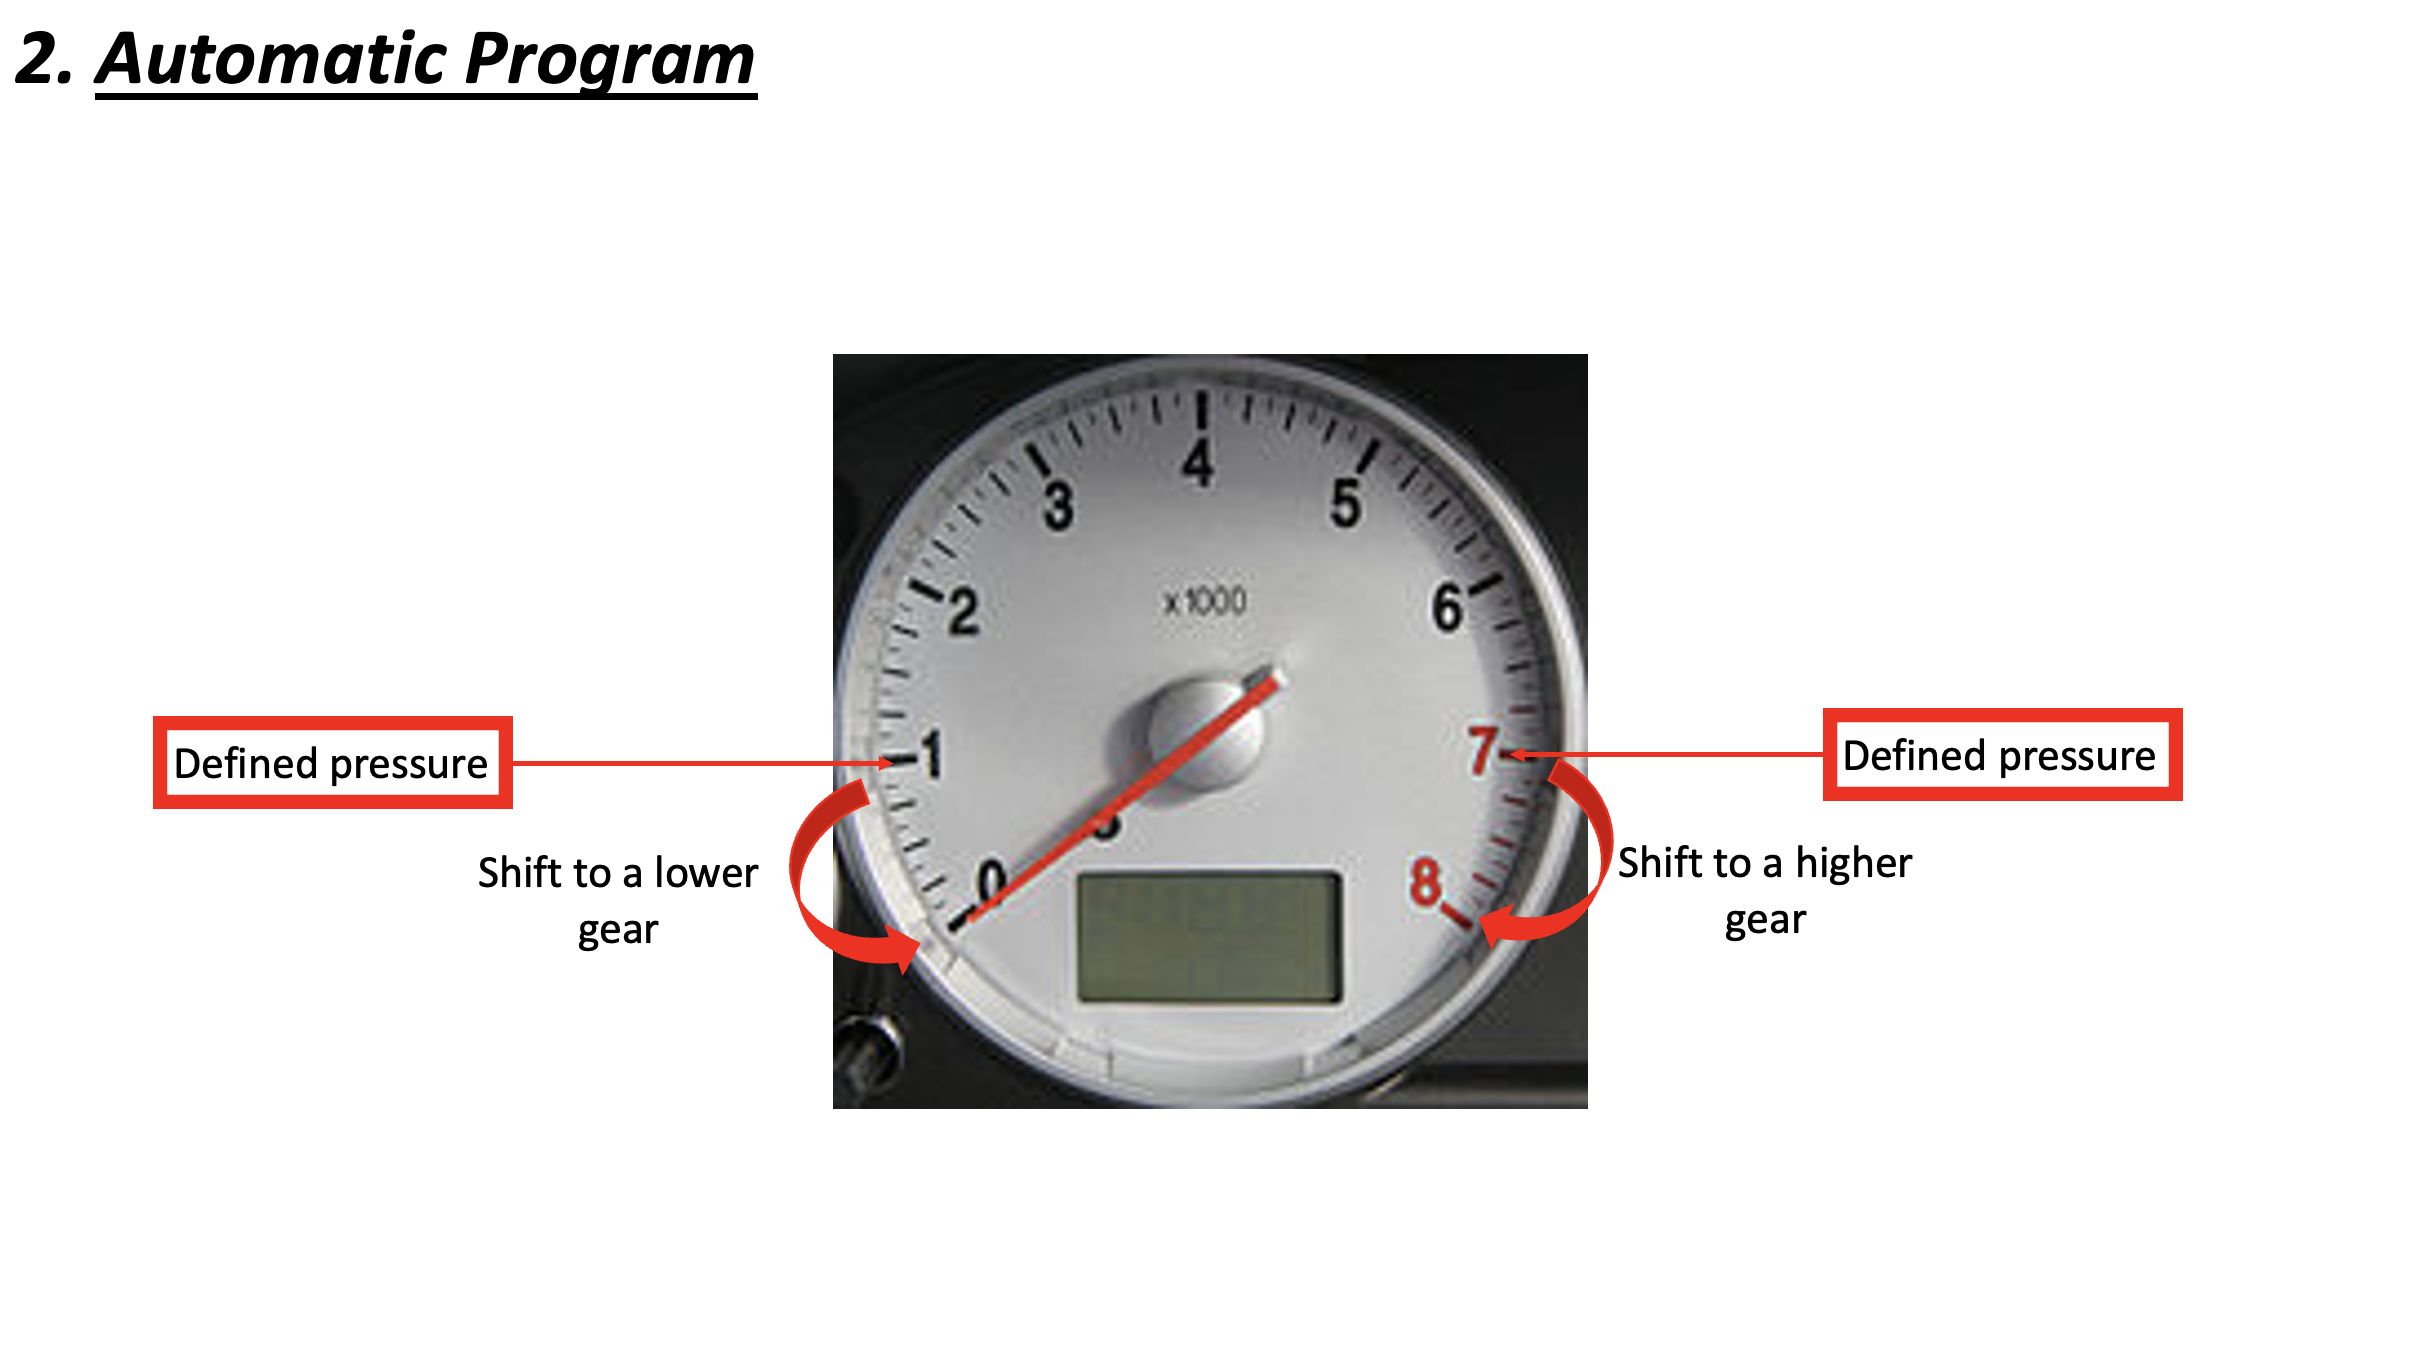 2. Automatic Program
4
3
5
2
6
x1000
Defined pressure
1
7
Defined pressure
Shift to a lower
gear
0
8
Shift to a higher
gear